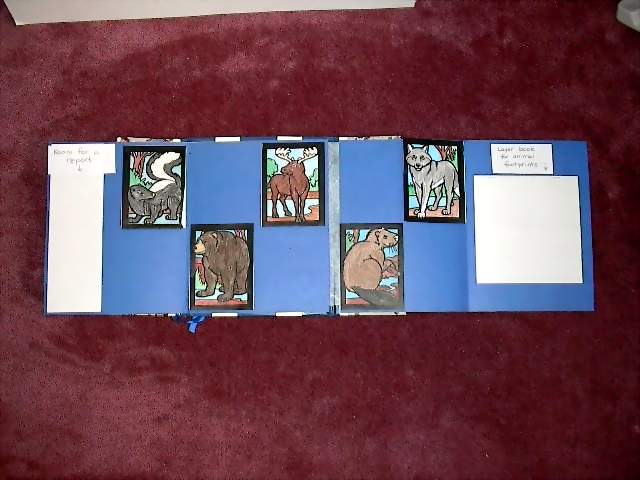 Room for a
report
Layer book
for animal
footprints